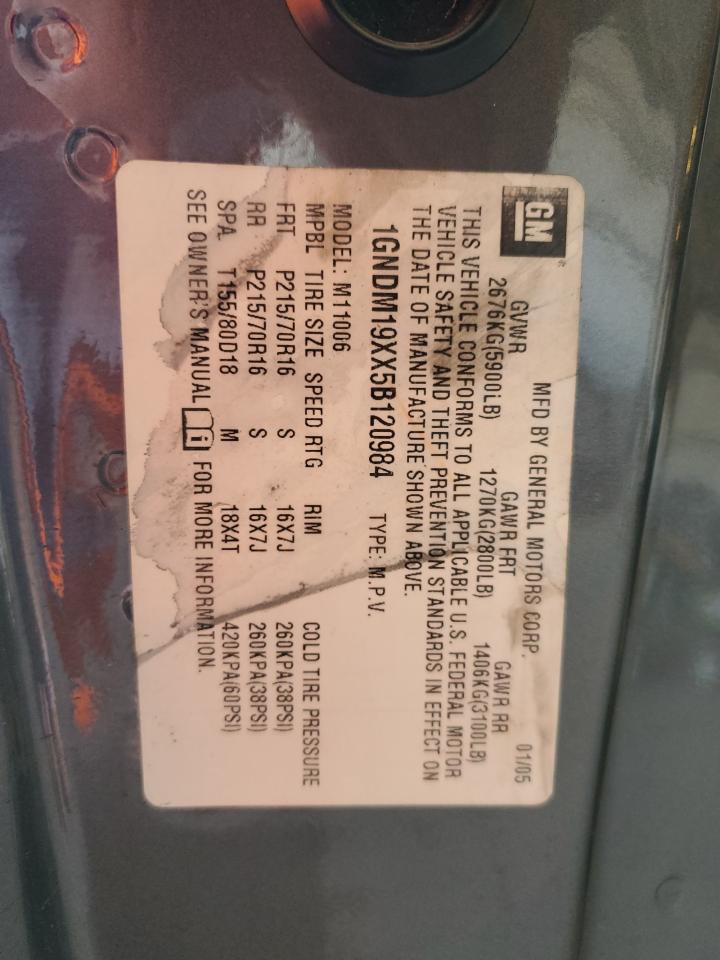 GM
MFD BY GENERAL MOTORS CORP. 01/05
GVWR GAWR FRT GAWR RR
2676KG(5900LB) 1270KG(2800LB) 1406KG(3100LB)
THIS VEHICLE CONFORMS TO ALL APPLICABLE U.S. FEDERAL MOTOR
VEHICLE SAFETY AND THEFT PREVENTION STANDARDS IN EFFECT ON
THE DATE OF MANUFACTURE SHOWN ABOVE.
1GNDM19XX5B120984 TYPE: M.P.V.
MODEL: M11006
MPBL TIRE SIZE SPEED RTG RIM COLD TIRE PRESSURE
FRT P215/70R16 S 16X7J 260KPA(38PSI)
RR P215/70R16 S 16X7J 260KPA(38PSI)
SPA T155/80D18 M 18X4T 420KPA(60PSI)
SEE OWNER'S MANUAL FOR MORE INFORMATION.